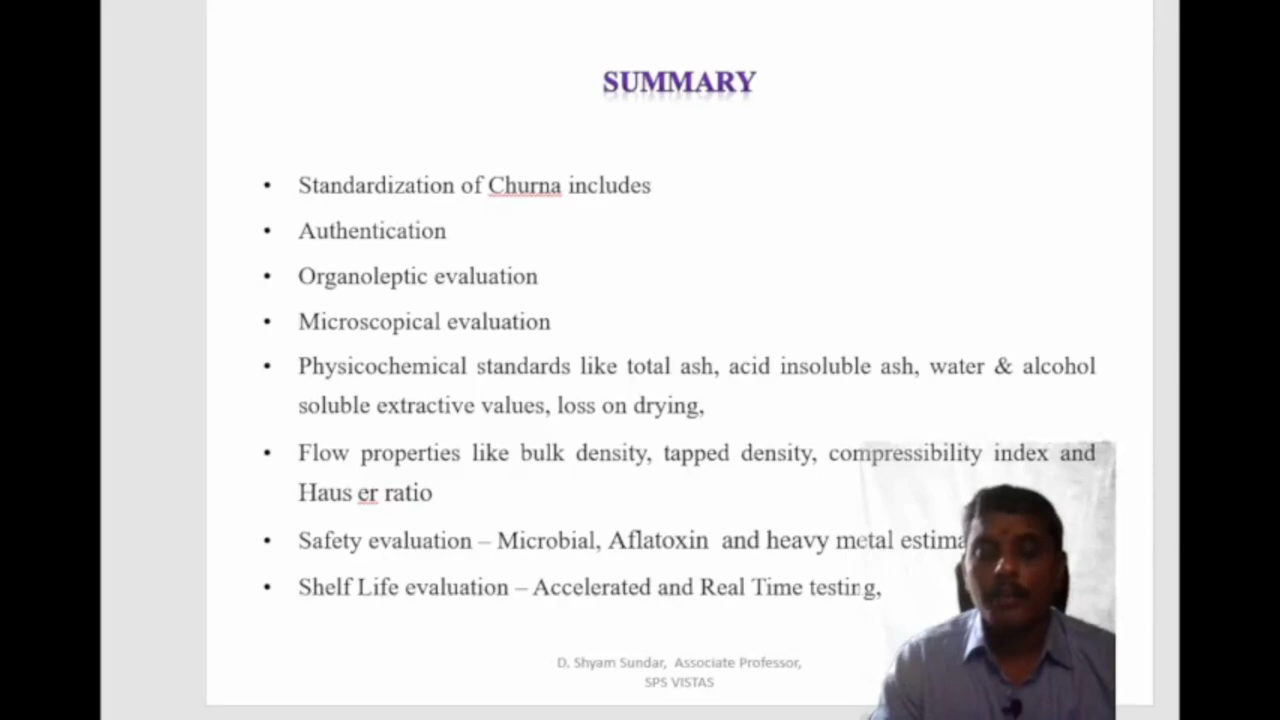 SUMMARY
• Standardization of Churna includes
• Authentication
• Organoleptic evaluation
• Microscopical evaluation
• Physicochemical standards like total ash, acid insoluble ash, water & alcohol
soluble extractive values, loss on drying,
• Flow properties like bulk density, tapped density, compressibility index and
Haus er ratio
• Safety evaluation – Microbial, Aflatoxin and heavy metal estima
• Shelf Life evaluation – Accelerated and Real Time testing,
D. Shyam Sundar, Associate Professor,
SPS VISTAS